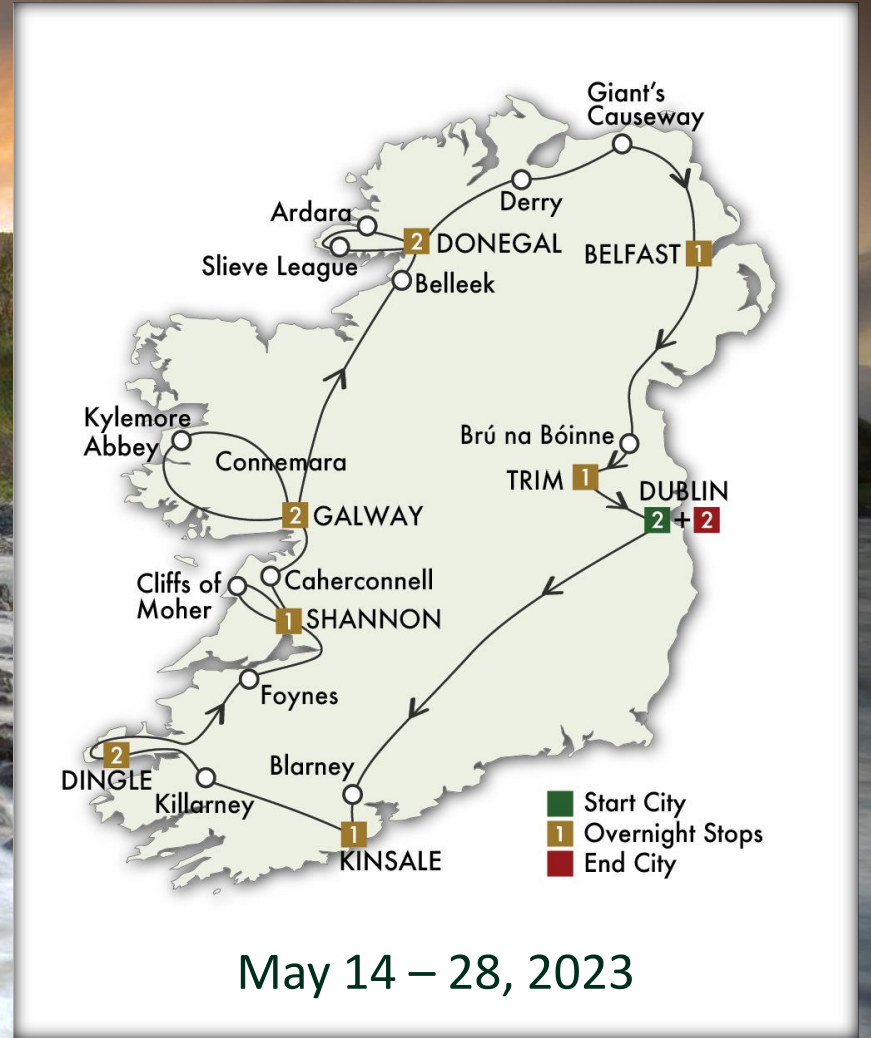 Giant's
Causeway
Derry
Ardara
2 DONEGAL
Slieve League
BELFAST 1
Belleek
Kylemore
Abbey
Connemara
Brú na Bóinne
TRIM 1
DUBLIN
2 + 2
2 GALWAY
Cliffs of
Moher
Caherconnell
1 SHANNON
Foynes
2
DINGLE
Killarney
Blarney
1
KINSALE
Start City
1 Overnight Stops
End City
May 14 – 28, 2023